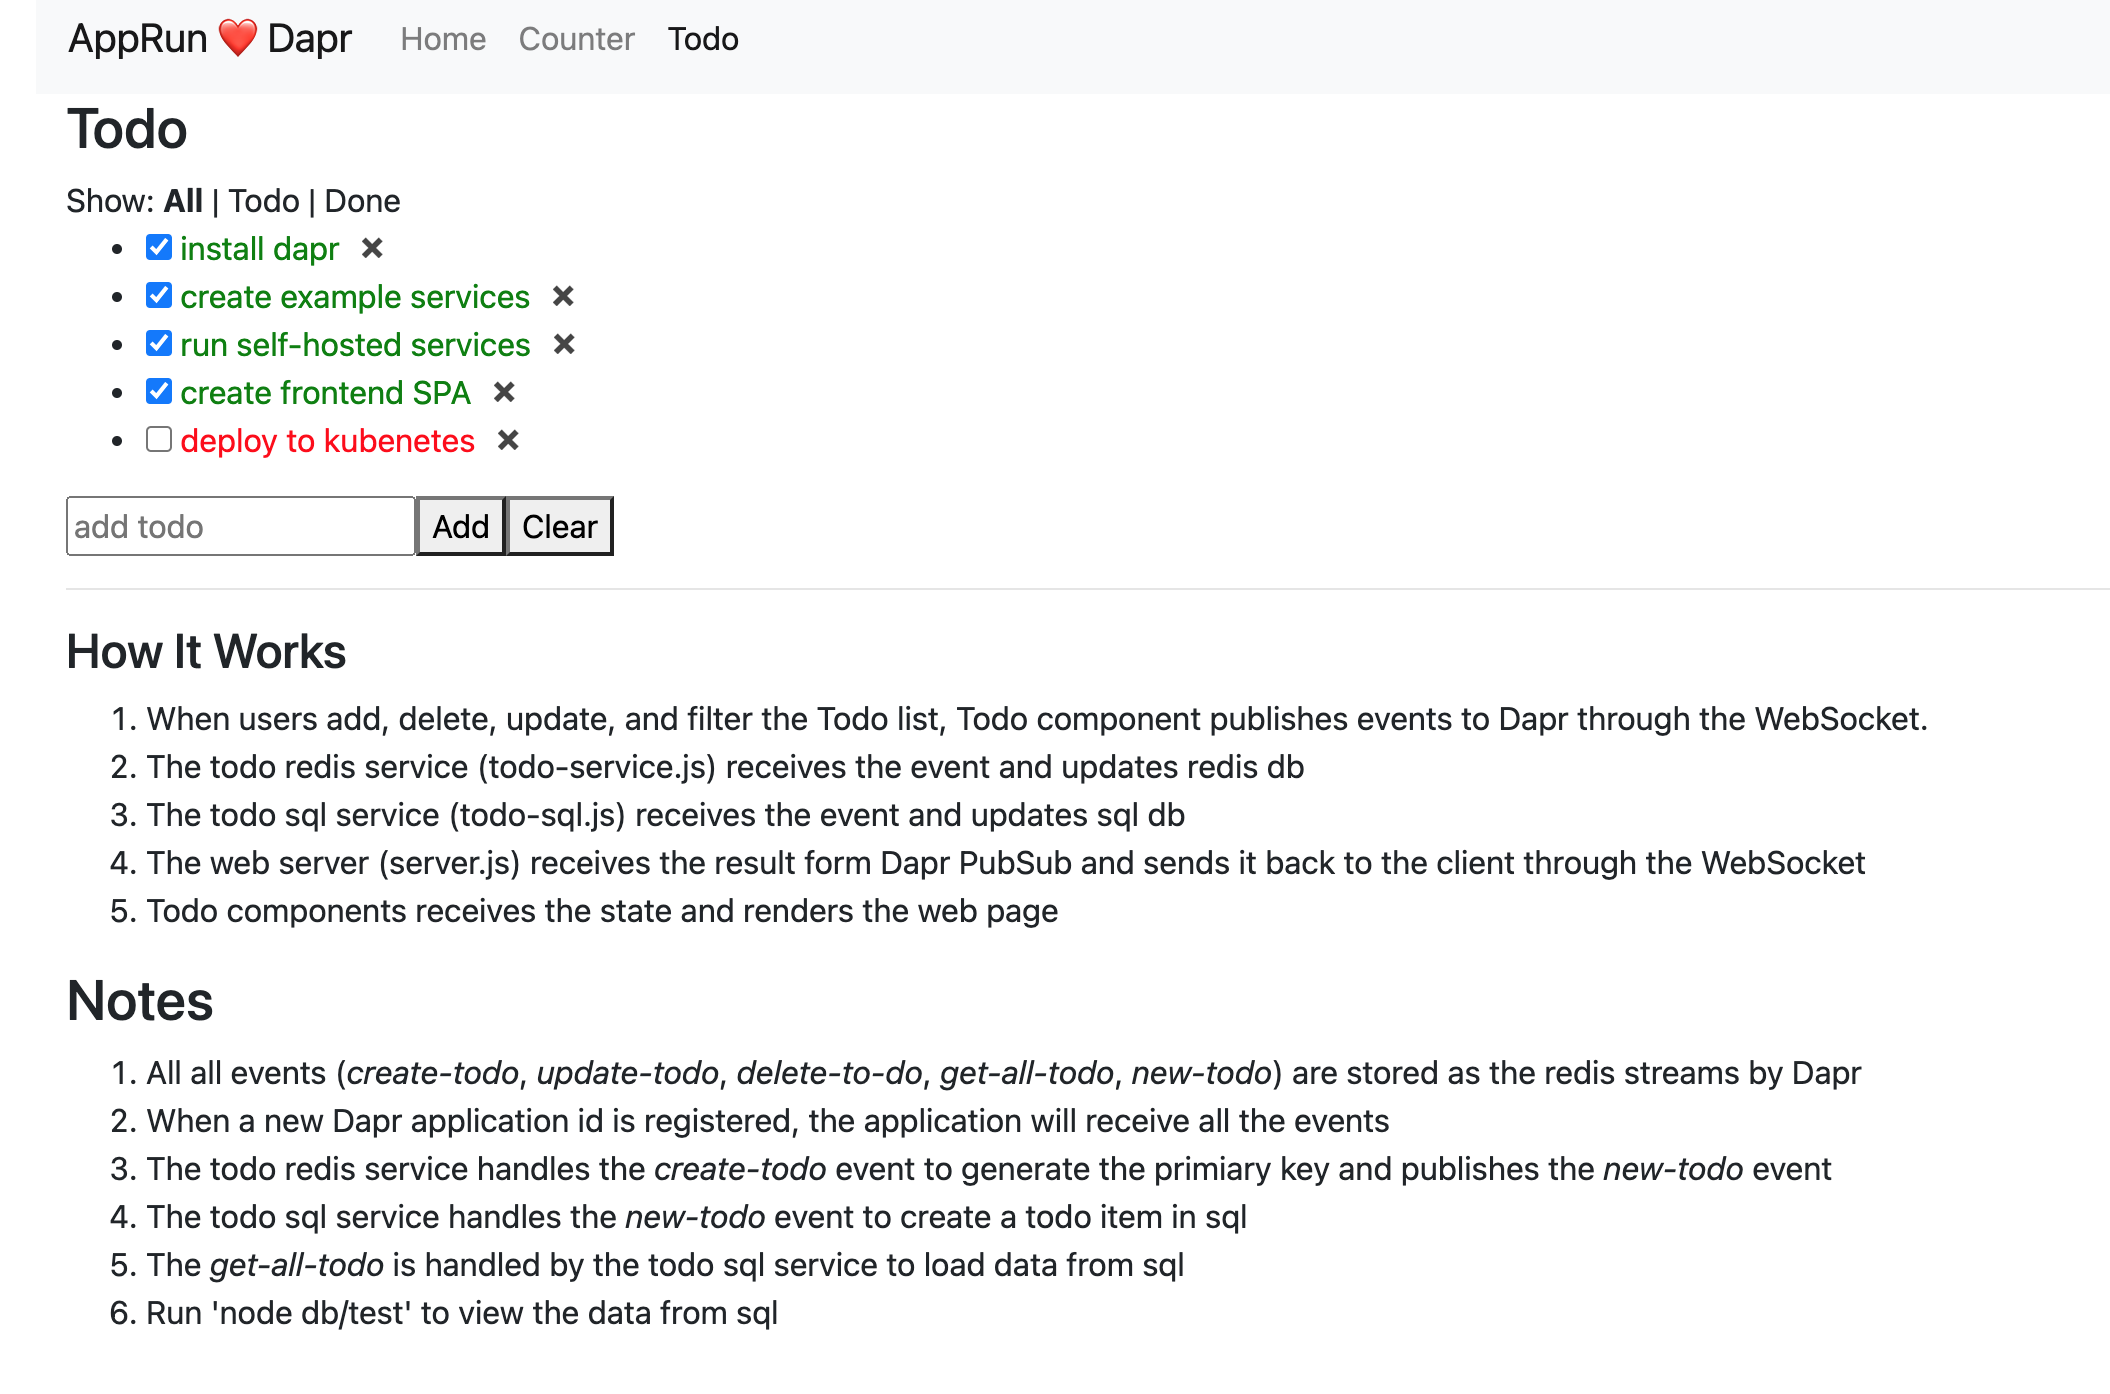 AppRun ❤️ Dapr Home Counter Todo
Todo
Show: All | Todo | Done
• install dapr ✖
• create example services ✖
• run self-hosted services ✖
• create frontend SPA ✖
• deploy to kubenetes ✖
add todo Add Clear
How It Works
1. When users add, delete, update, and filter the Todo list, Todo component publishes events to Dapr through the WebSocket.
2. The todo redis service (todo-service.js) receives the event and updates redis db
3. The todo sql service (todo-sql.js) receives the event and updates sql db
4. The web server (server.js) receives the result form Dapr PubSub and sends it back to the client through the WebSocket
5. Todo components receives the state and renders the web page
Notes
1. All all events (create-todo, update-todo, delete-to-do, get-all-todo, new-todo) are stored as the redis streams by Dapr
2. When a new Dapr application id is registered, the application will receive all the events
3. The todo redis service handles the create-todo event to generate the primiary key and publishes the new-todo event
4. The todo sql service handles the new-todo event to create a todo item in sql
5. The get-all-todo is handled by the todo sql service to load data from sql
6. Run 'node db/test' to view the data from sql